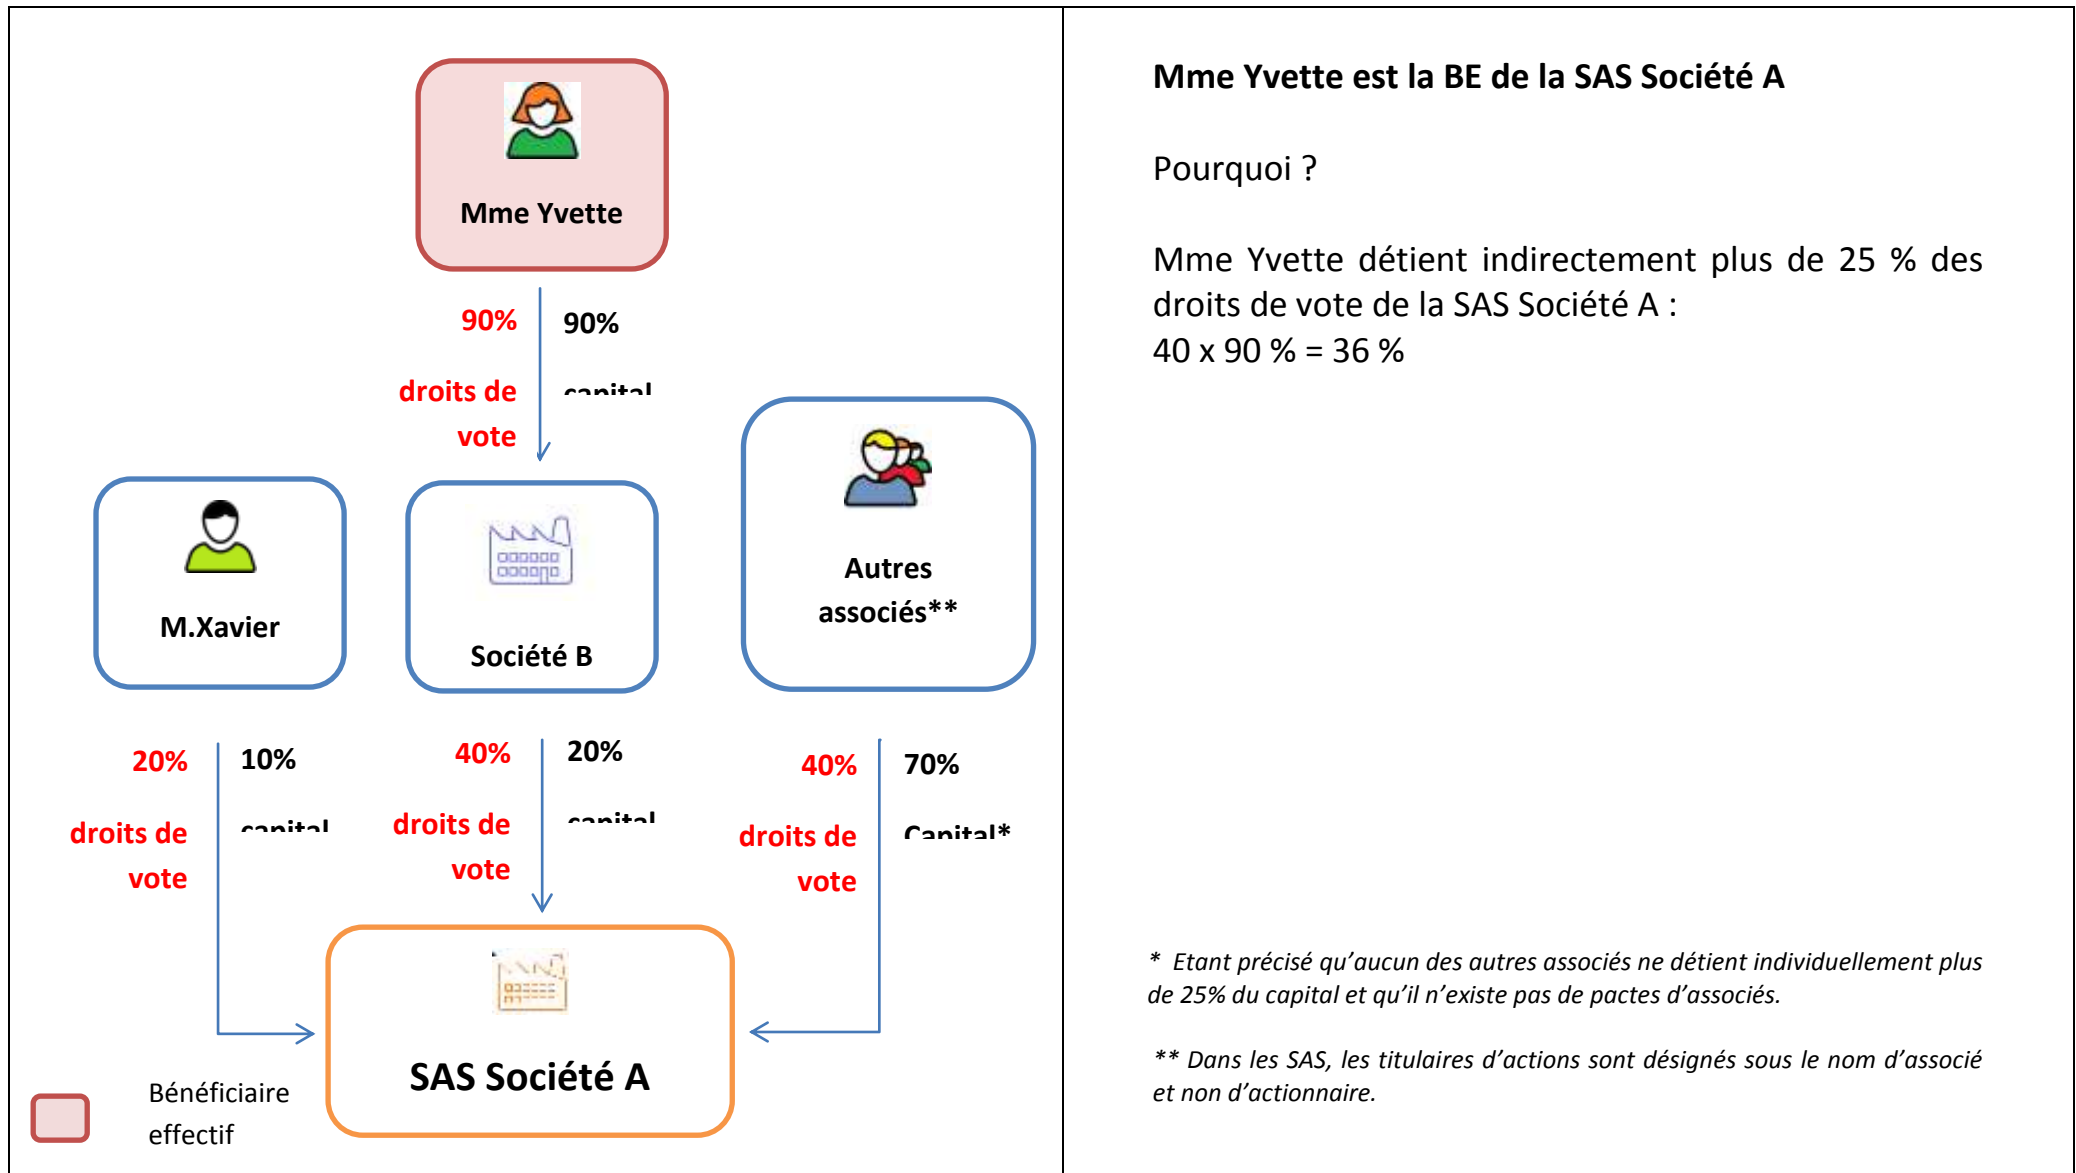 Mme Yvette
90%
droits de
vote
90%
capital
M.Xavier
Société B
Autres
associés**
20%
droits de
vote
10%
capital
40%
droits de
vote
20%
capital
40%
droits de
vote
70%
Capital*
SAS Société A
Bénéficiaire
effectif
Mme Yvette est la BE de la SAS Société A
Pourquoi ?
Mme Yvette détient indirectement plus de 25 % des
droits de vote de la SAS Société A :
40 x 90 % = 36 %
* Etant précisé qu’aucun des autres associés ne détient individuellement plus
de 25% du capital et qu’il n’existe pas de pactes d’associés.
** Dans les SAS, les titulaires d’actions sont désignés sous le nom d’associé
et non d’actionnaire.